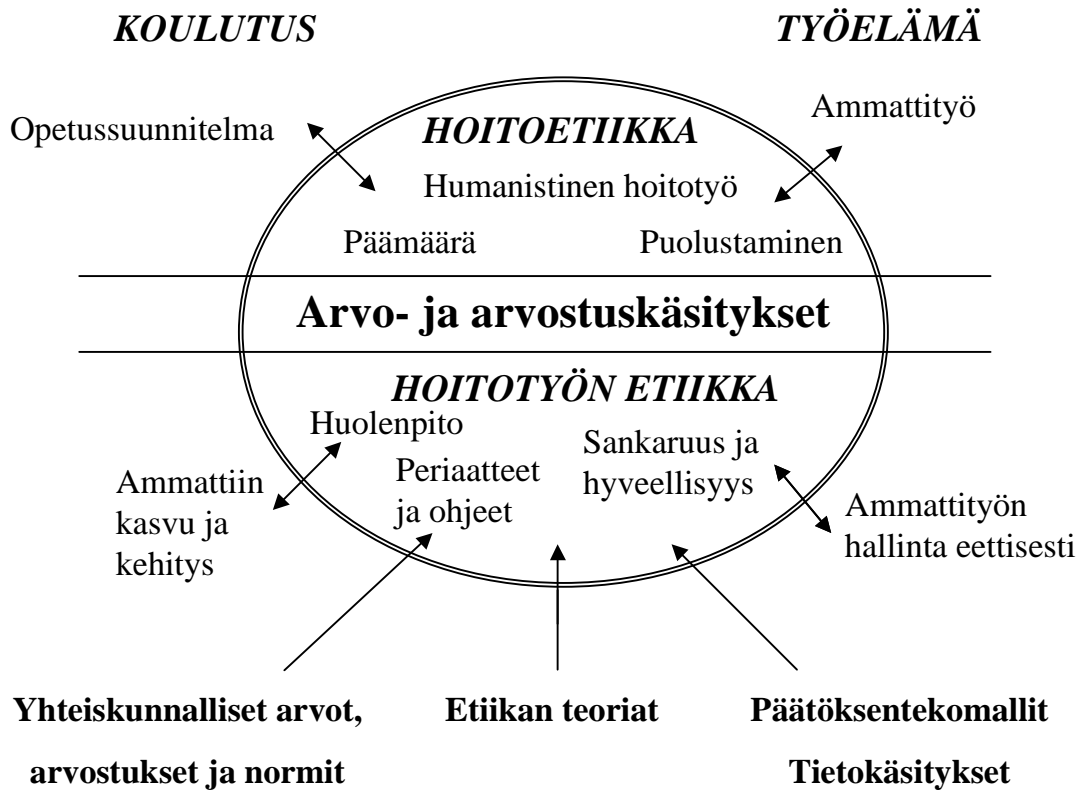 KOULUTUS
TYÖELÄMÄ
Opetussuunnitelma
Ammattityö
HOITOETIIKKA
Humanistinen hoitotyö
Päämäärä
Puolustaminen
Arvo- ja arvostuskäsitykset
HOITOTYÖN ETIIKKA
Huolenpito
Periaatteet
ja ohjeet
Sankaruus ja
hyveellisyys
Ammattiin
kasvu ja
kehitys
Ammattityön
hallinta eettisesti
Yhteiskunnalliset arvot,
arvostukset ja normit
Etiikan teoriat
Päätöksentekomallit
Tietokäsitykset